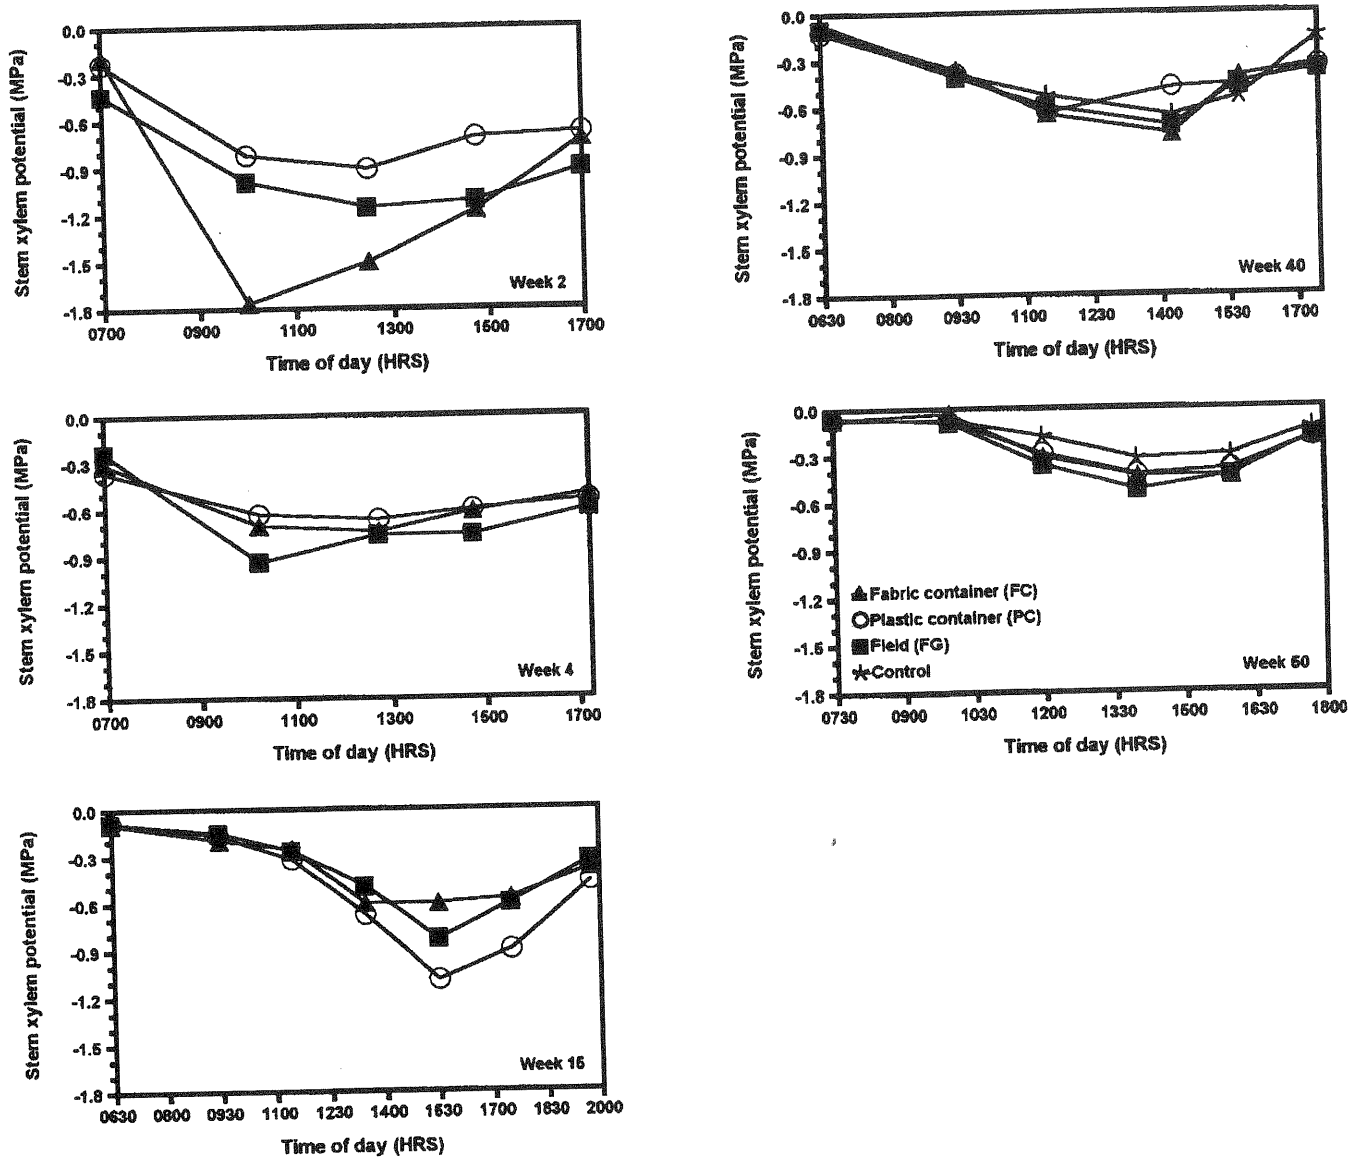 Stem xylem potential (MPa)
0.0
-0.3
-0.6
-0.9
-1.2
-1.5
-1.8
Week 2
0700 0900 1100 1300 1500 1700
Time of day (HRS)
Stem xylem potential (MPa)
0.0
-0.3
-0.6
-0.9
-1.2
-1.5
-1.8
Week 40
0630 0800 0930 1100 1230 1400 1530 1700
Time of day (HRS)
Stem xylem potential (MPa)
0.0
-0.3
-0.6
-0.9
-1.2
-1.5
-1.8
Week 4
0700 0900 1100 1300 1500 1700
Time of day (HRS)
Stem xylem potential (MPa)
0.0
-0.3
-0.6
-0.9
-1.2
-1.5
-1.8
Fabric container (FC)
Plastic container (PC)
Field (FG)
Control
Week 50
0730 0900 1030 1200 1330 1500 1630 1800
Time of day (HRS)
Stem xylem potential (MPa)
0.0
-0.3
-0.6
-0.9
-1.2
-1.5
-1.8
Week 15
0630 0800 0930 1100 1230 1400 1530 1700 1830 2000
Time of day (HRS)